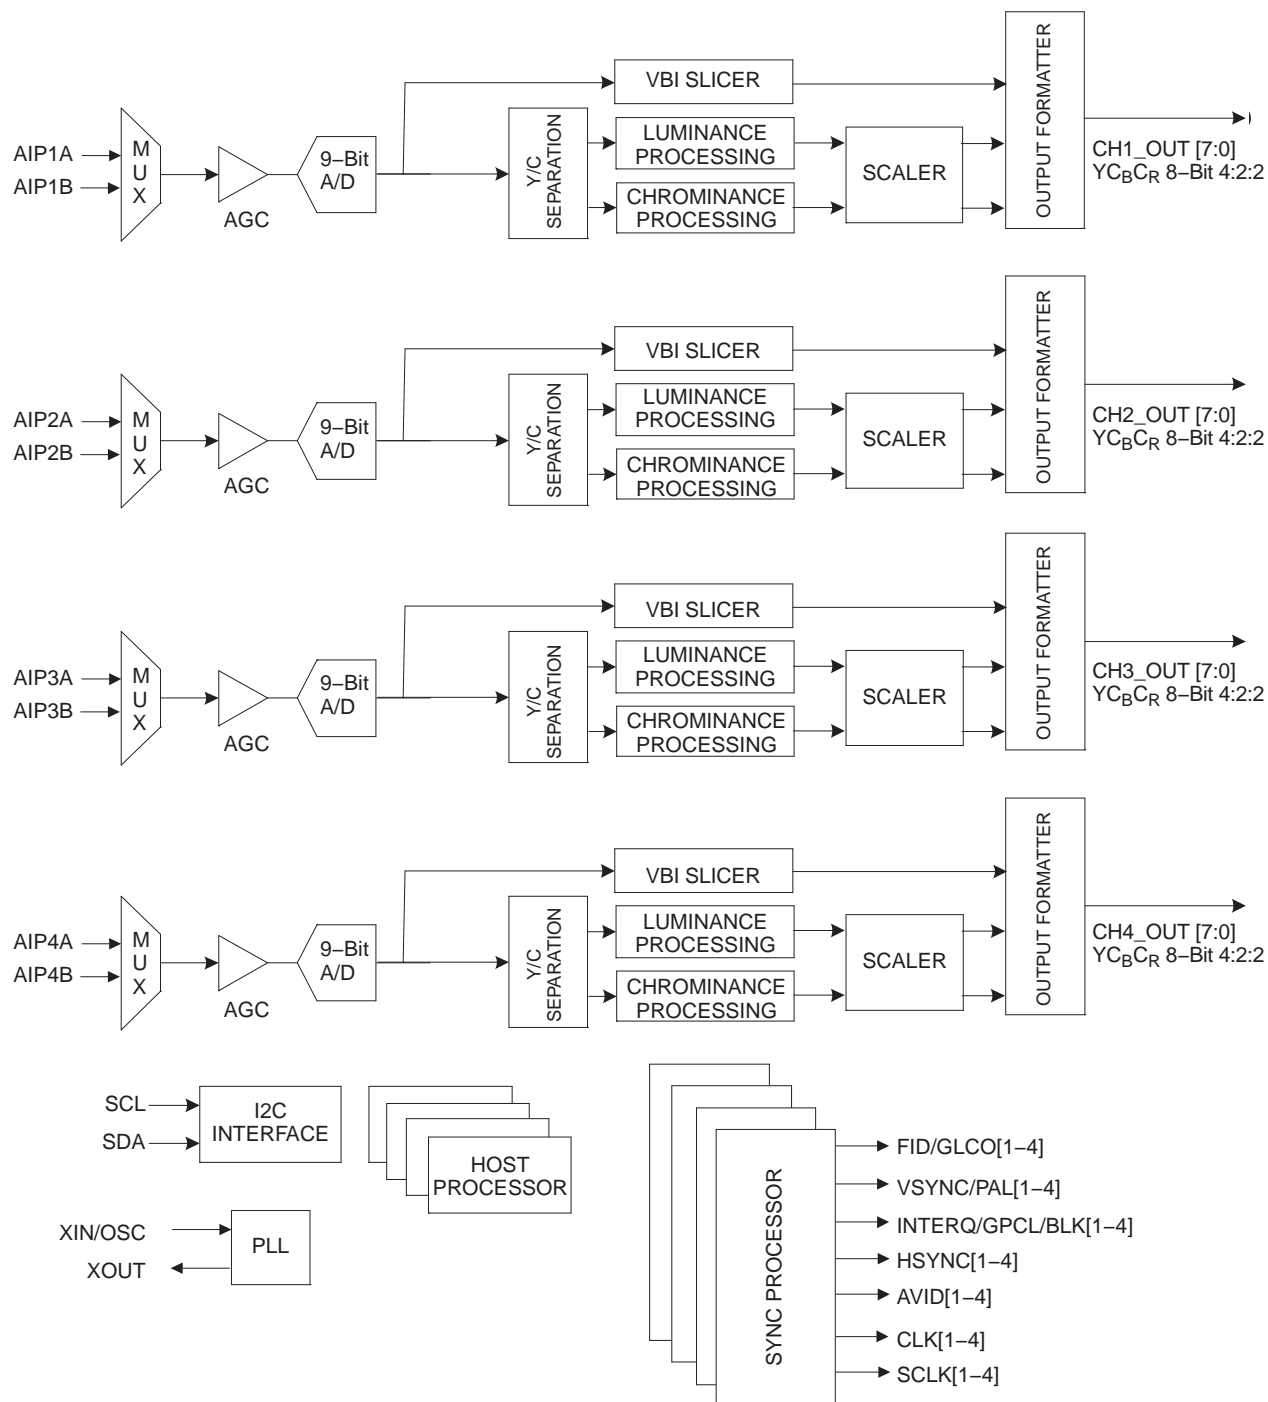 VBI SLICER
AIP1A
AIP1B
M
U
X
AGC
9–Bit
A/D
Y/C
SEPARATION
LUMINANCE
PROCESSING
CHROMINANCE
PROCESSING
SCALER
OUTPUT FORMATTER
CH1_OUT [7:0]
YCBCR 8–Bit 4:2:2
VBI SLICER
AIP2A
AIP2B
M
U
X
AGC
9–Bit
A/D
Y/C
SEPARATION
LUMINANCE
PROCESSING
CHROMINANCE
PROCESSING
SCALER
OUTPUT FORMATTER
CH2_OUT [7:0]
YCBCR 8–Bit 4:2:2
VBI SLICER
AIP3A
AIP3B
M
U
X
AGC
9–Bit
A/D
Y/C
SEPARATION
LUMINANCE
PROCESSING
CHROMINANCE
PROCESSING
SCALER
OUTPUT FORMATTER
CH3_OUT [7:0]
YCBCR 8–Bit 4:2:2
VBI SLICER
AIP4A
AIP4B
M
U
X
AGC
9–Bit
A/D
Y/C
SEPARATION
LUMINANCE
PROCESSING
CHROMINANCE
PROCESSING
SCALER
OUTPUT FORMATTER
CH4_OUT [7:0]
YCBCR 8–Bit 4:2:2
SCL
SDA
I2C
INTERFACE
HOST
PROCESSOR
XIN/OSC
XOUT
PLL
SYNC PROCESSOR
FID/GLCO[1–4]
VSYNC/PAL[1–4]
INTERQ/GPCL/BLK[1–4]
HSYNC[1–4]
AVID[1–4]
CLK[1–4]
SCLK[1–4]